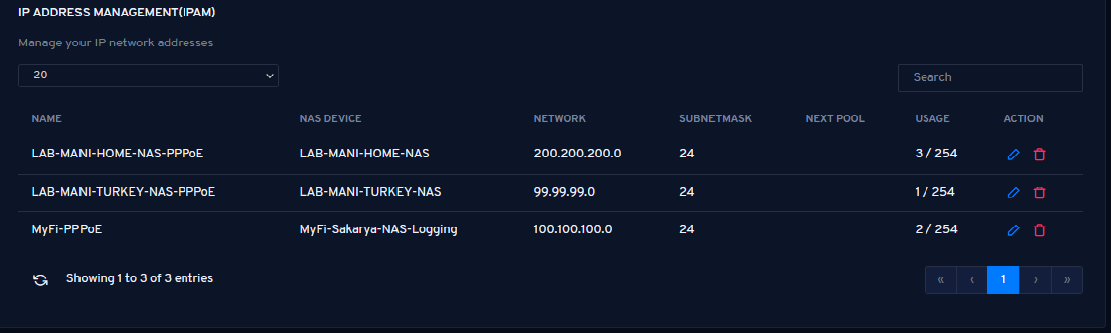 IP ADDRESS MANAGEMENT(IPAM)
Manage your IP network addresses
20
Search
NAME NAS DEVICE NETWORK SUBNETMASK NEXT POOL USAGE ACTION
LAB-MANI-HOME-NAS-PPPoE LAB-MANI-HOME-NAS 200.200.200.0 24 3 / 254
LAB-MANI-TURKEY-NAS-PPPoE LAB-MANI-TURKEY-NAS 99.99.99.0 24 1 / 254
MyFi-PPPoE MyFi-Sakarya-NAS-Logging 100.100.100.0 24 2 / 254
Showing 1 to 3 of 3 entries
« ‹ 1 › »